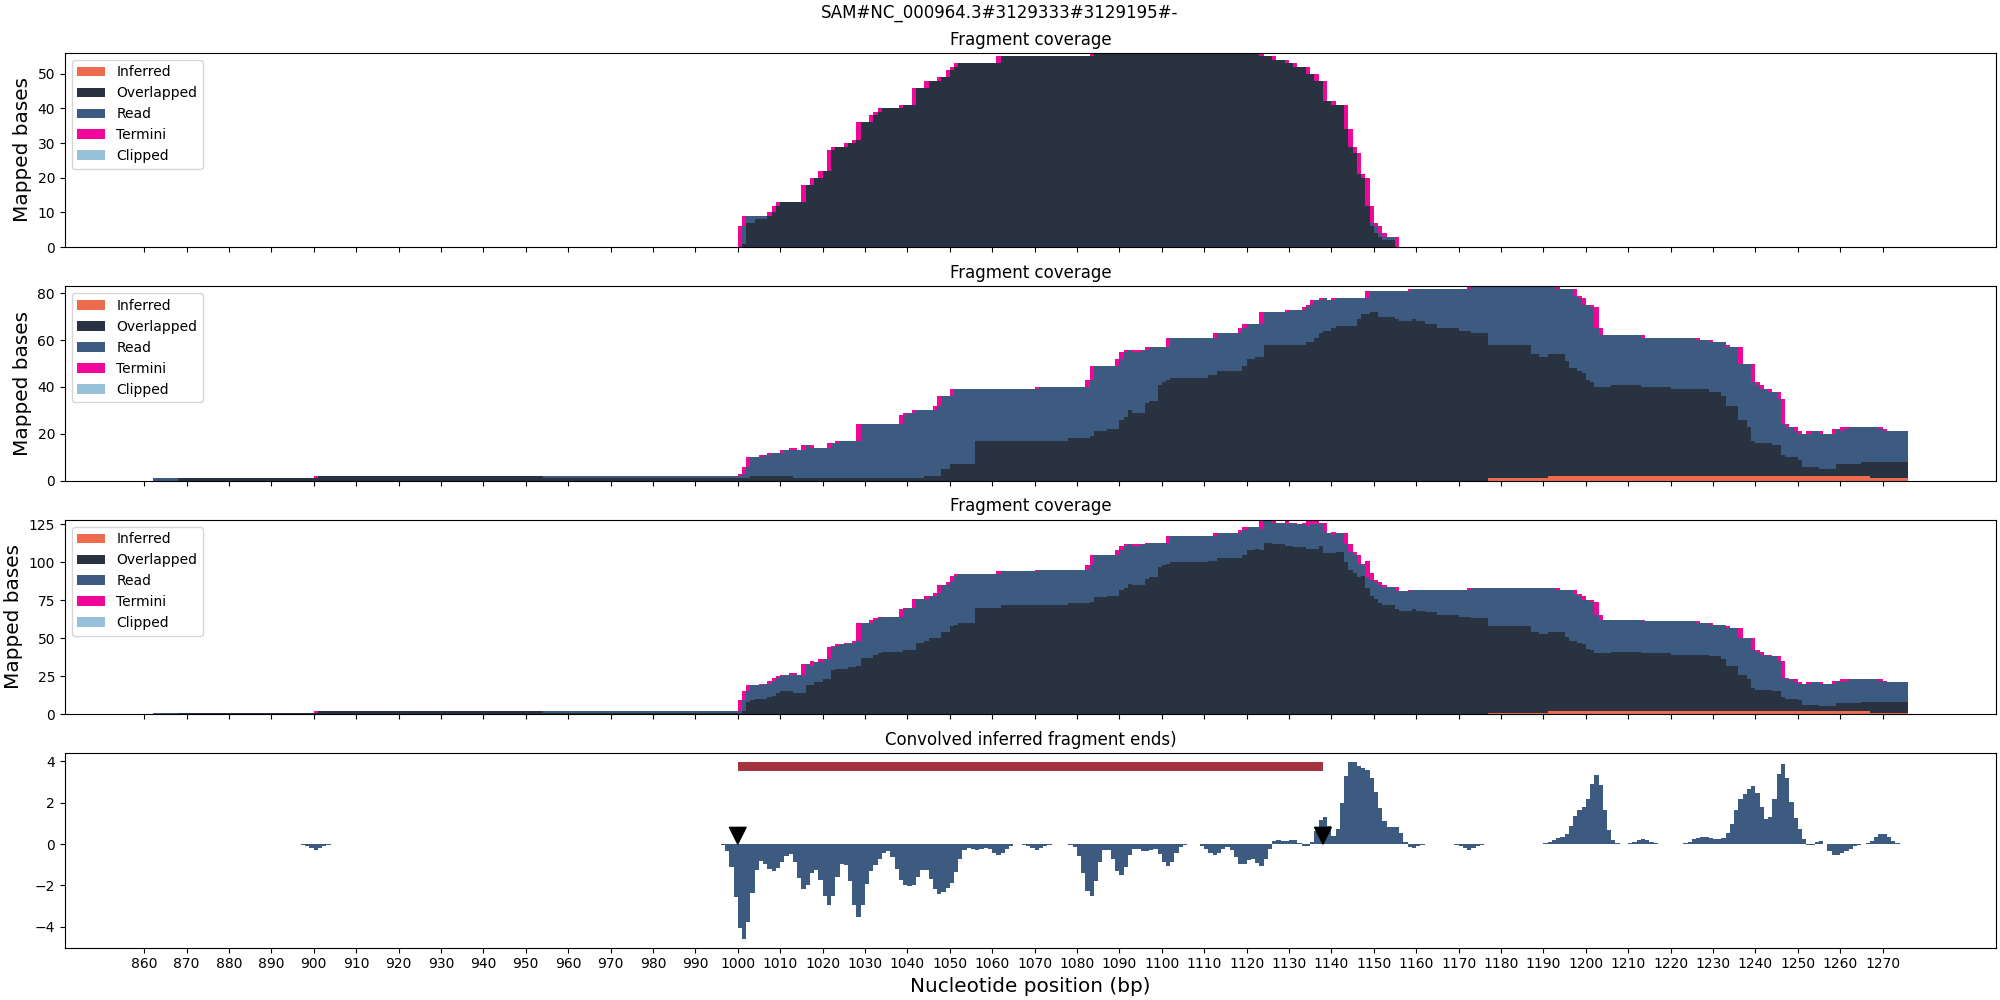 SAM#NC_000964.3#3129333#3129195#-
Fragment coverage
Mapped bases
50
40
30
20
10
0
Inferred
Overlapped
Read
Termini
Clipped
Fragment coverage
Mapped bases
80
60
40
20
0
Inferred
Overlapped
Read
Termini
Clipped
Fragment coverage
Mapped bases
125
100
75
50
25
0
Inferred
Overlapped
Read
Termini
Clipped
Convolved inferred fragment ends)
4
2
0
−2
−4
860 870 880 890 900 910 920 930 940 950 960 970 980 990 1000 1010 1020 1030 1040 1050 1060 1070 1080 1090 1100 1110 1120 1130 1140 1150 1160 1170 1180 1190 1200 1210 1220 1230 1240 1250 1260 1270
Nucleotide position (bp)